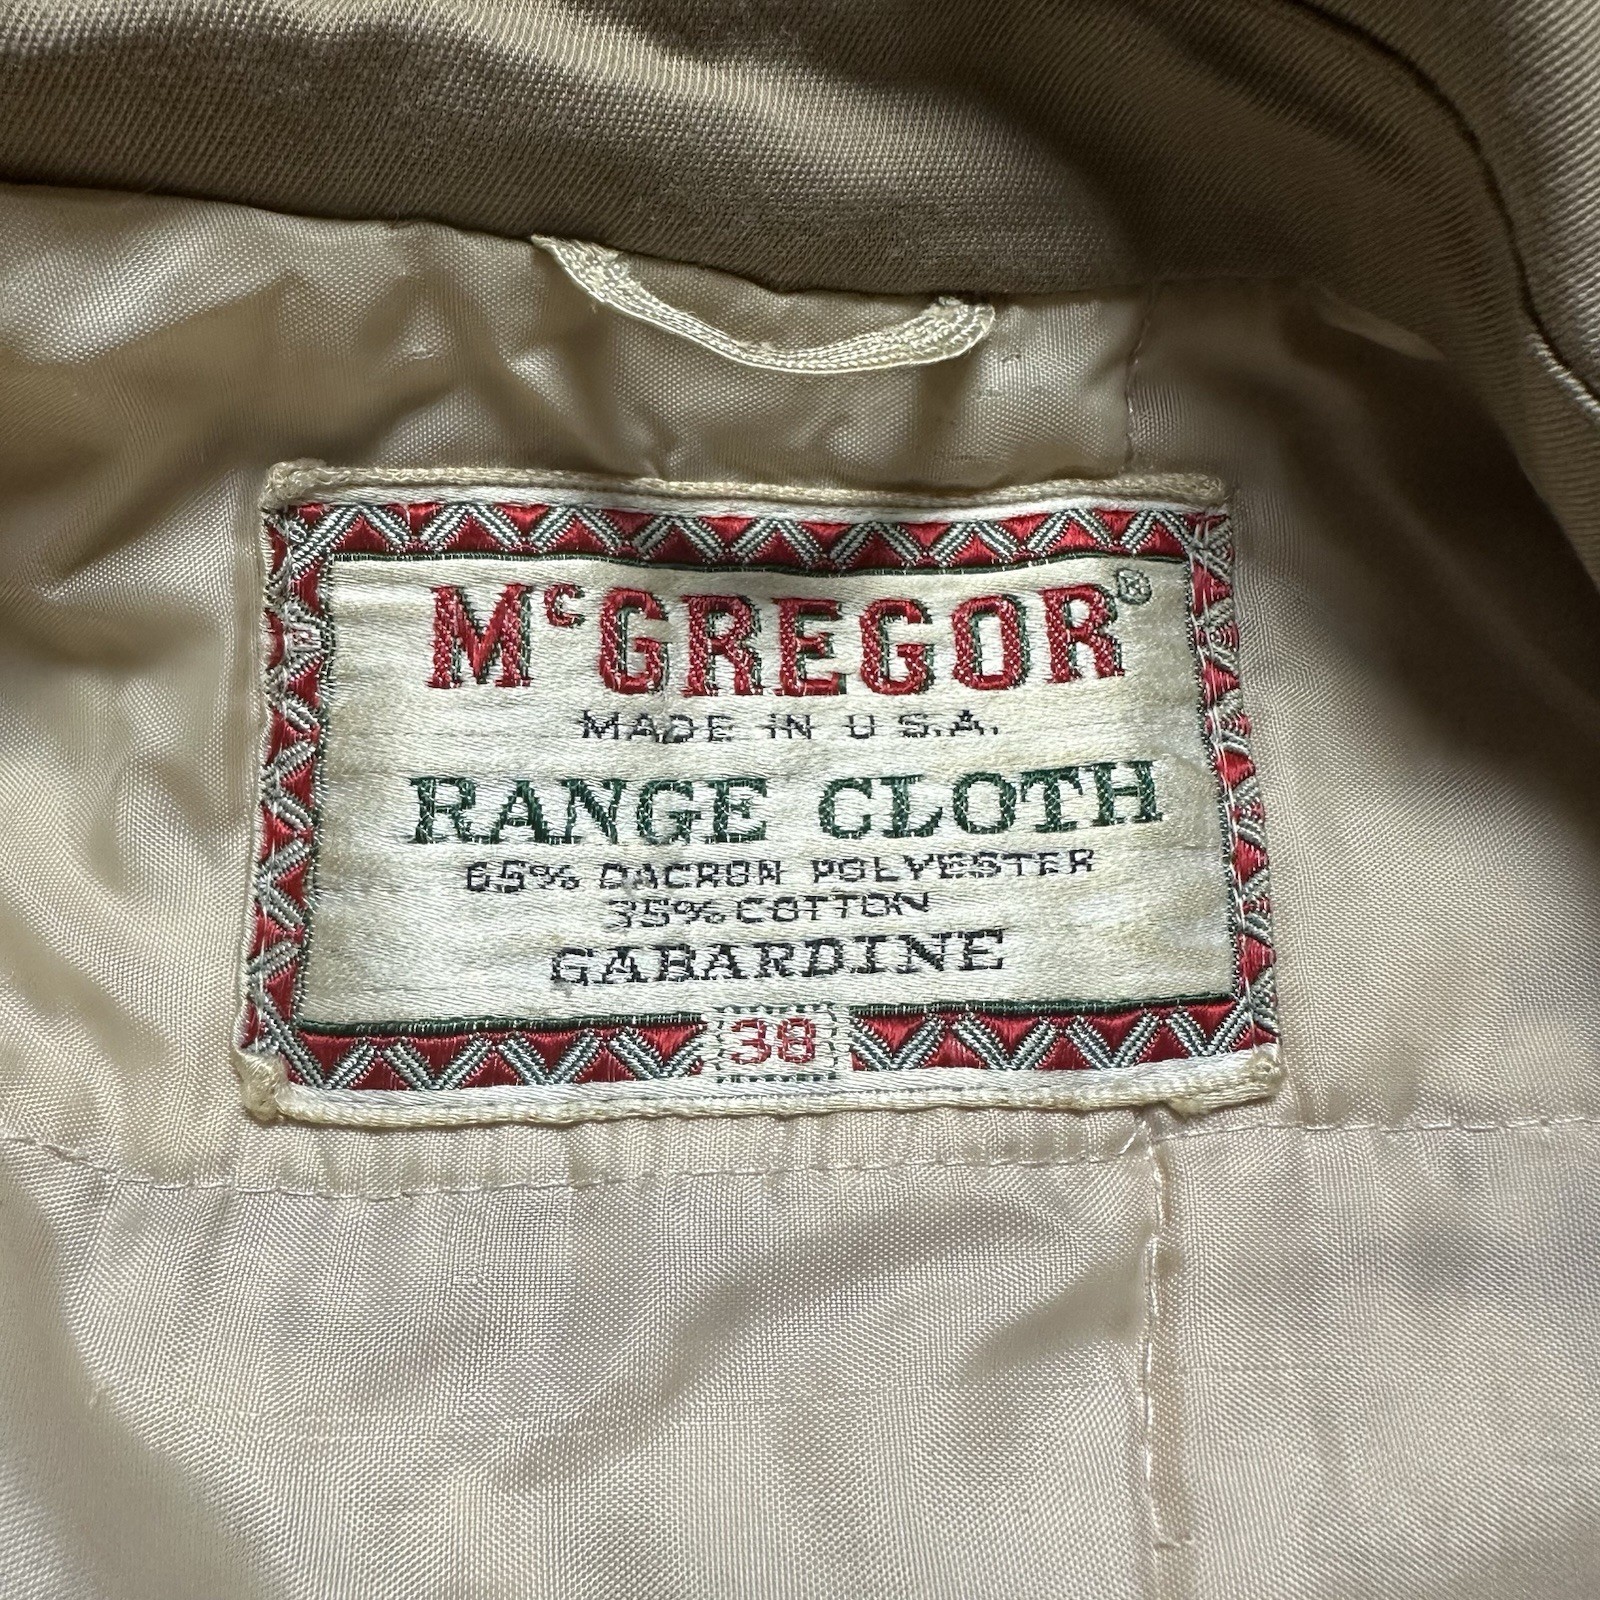 McGREGOR®
MADE IN U.S.A.
RANGE CLOTH
65% DACRON POLYESTER
35% COTTON
GABARDINE
38